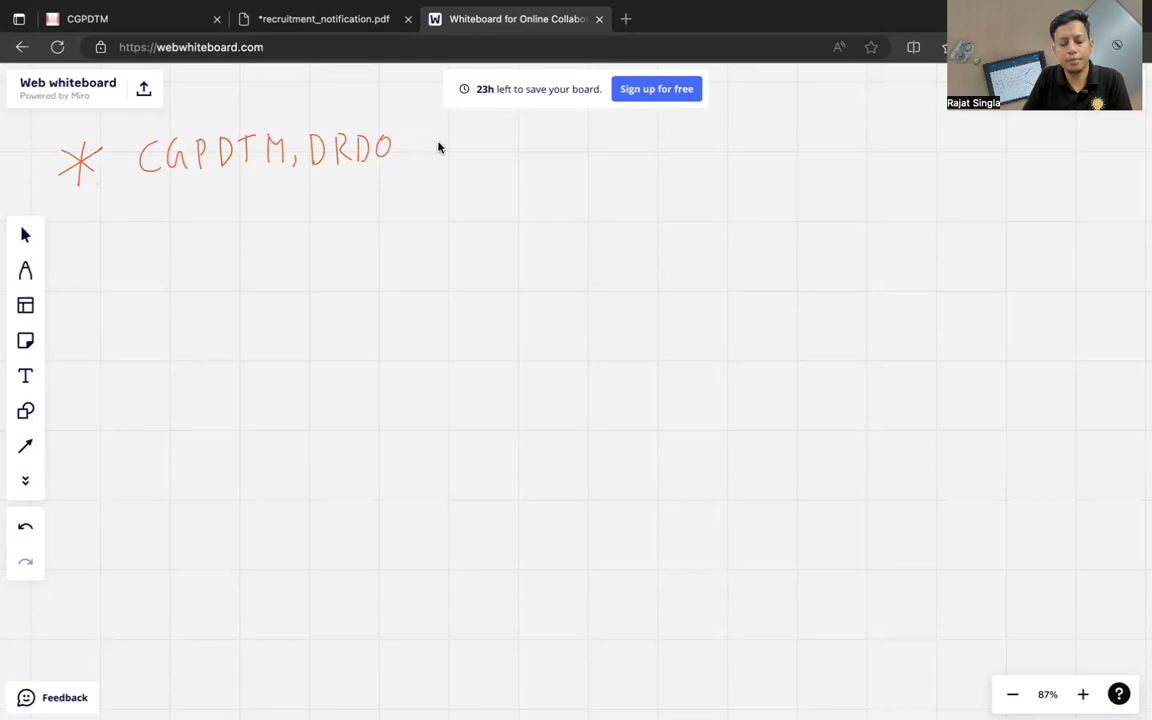 CGPDTM
*recruitment_notification.pdf
Whiteboard for Online Collabo
https://webwhiteboard.com
Web whiteboard
Powered by Miro
23h left to save your board.
Sign up for free
Rajat Singla
* CGPDTM, DRDO
T
Feedback
87%
?